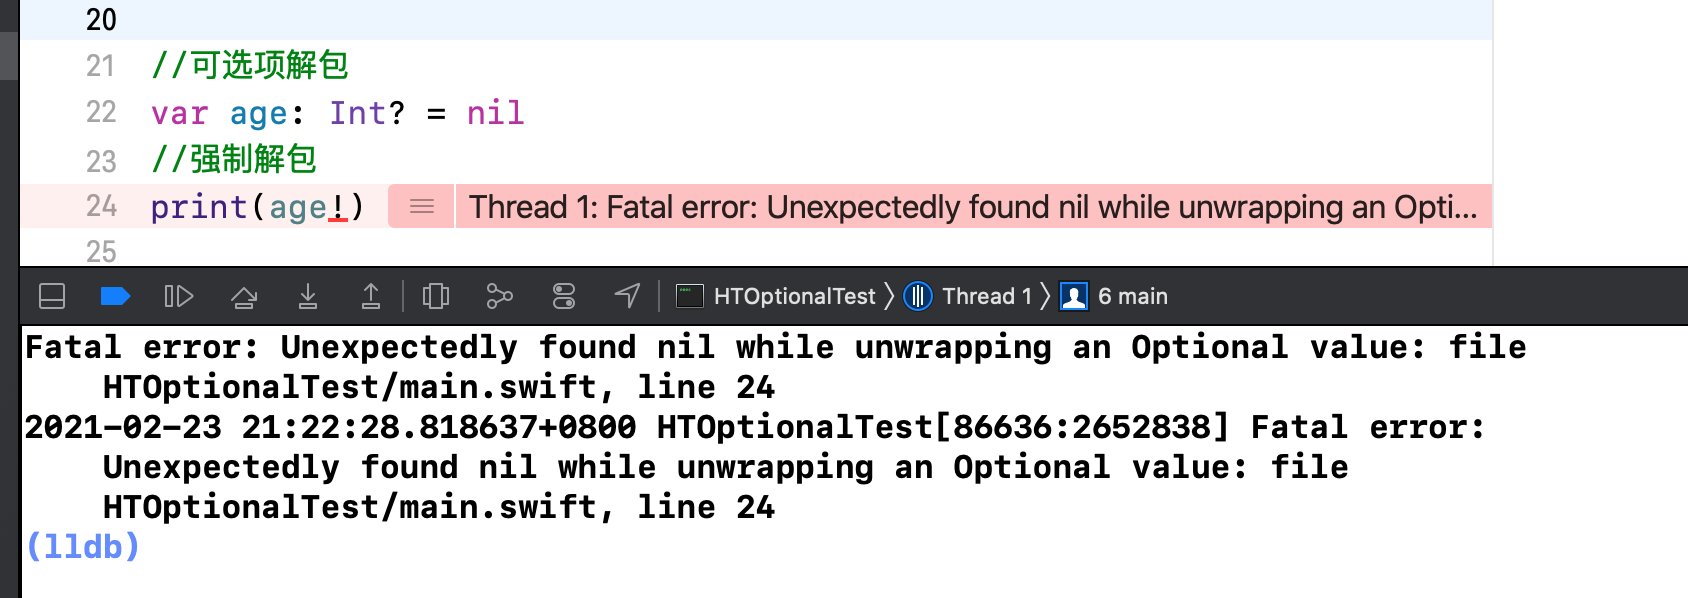 20
21 //可选项解包
22 var age: Int? = nil
23 //强制解包
24 print(age!) Thread 1: Fatal error: Unexpectedly found nil while unwrapping an Opti...
25
HTOptionalTest 〉 Thread 1 〉 6 main
Fatal error: Unexpectedly found nil while unwrapping an Optional value: file
HTOptionalTest/main.swift, line 24
2021-02-23 21:22:28.818637+0800 HTOptionalTest[86636:2652838] Fatal error:
Unexpectedly found nil while unwrapping an Optional value: file
HTOptionalTest/main.swift, line 24
(lldb)